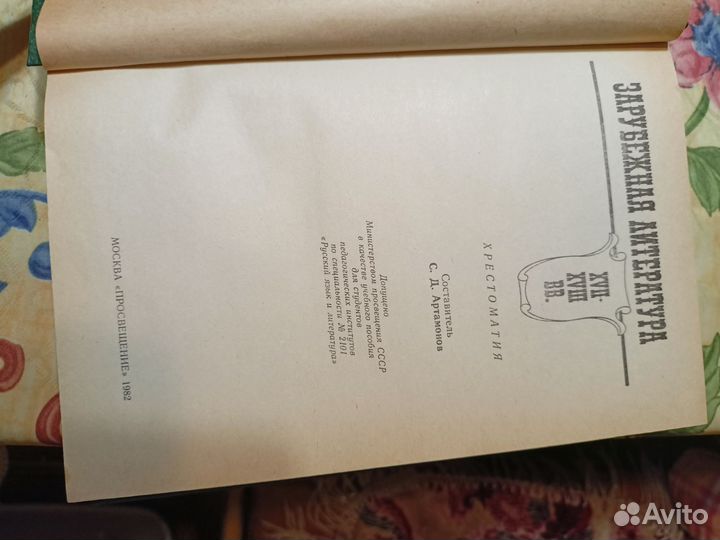 ЗАРУБЕЖНАЯ ЛИТЕРАТУРА
XVII-
XVIII
ВВ.
ХРЕСТОМАТИЯ
Составитель
С. Д. Артамонов
Допущено
Министерством просвещения СССР
в качестве учебного пособия
для студентов
педагогических институтов
по специальности № 2101
«Русский язык и литература»
МОСКВА «ПРОСВЕЩЕНИЕ» 1982
Avito